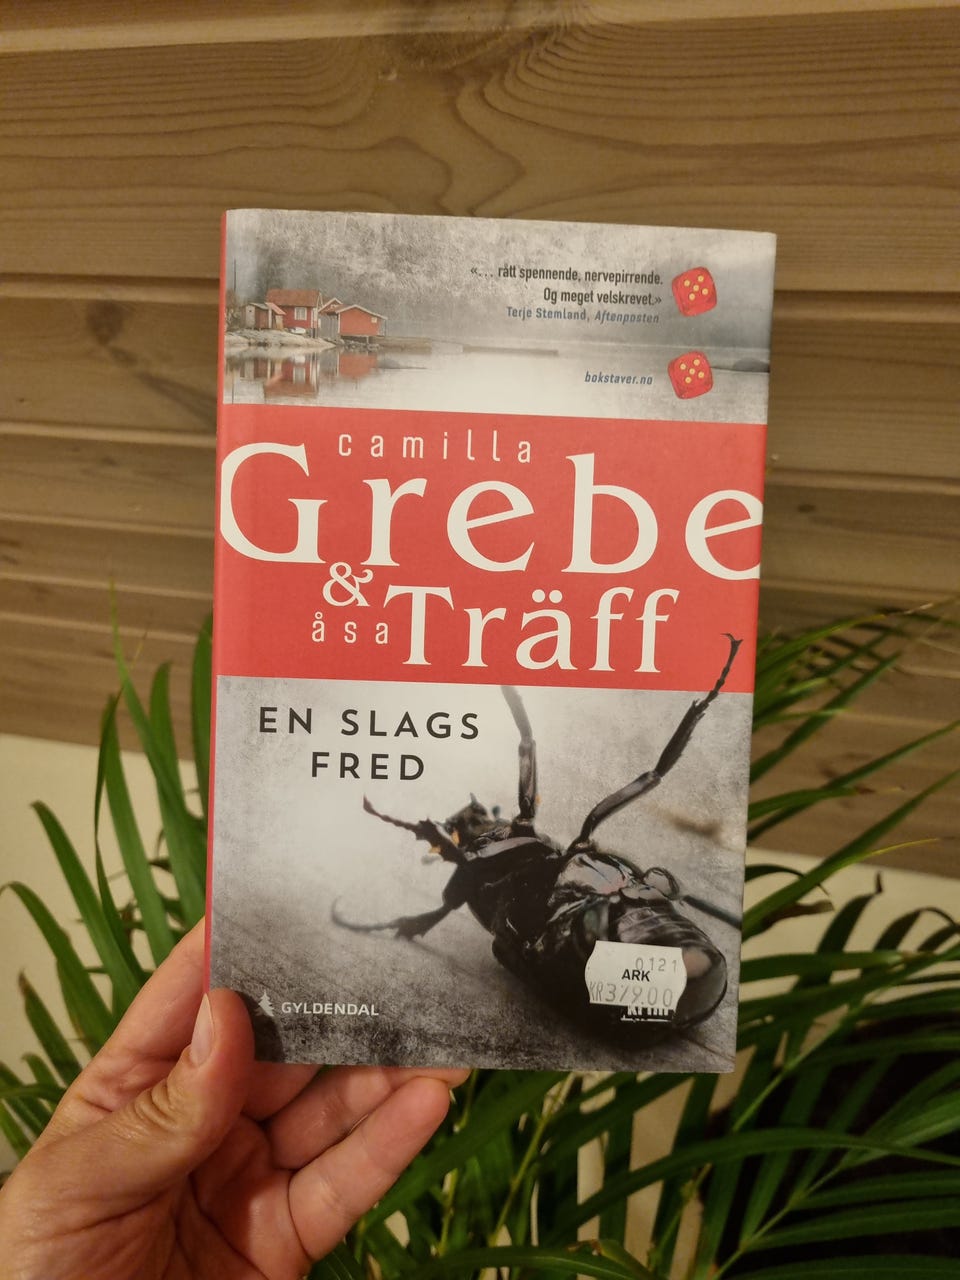 «... rått spennende, nervepirrende.
Og meget velskrevet.»
Terje Stemland, Aftenposten
bokstaver.no
camilla
Grebe
&
åsa Träff
EN SLAGS
FRED
0121
ARK
KR379.00
GYLDENDAL